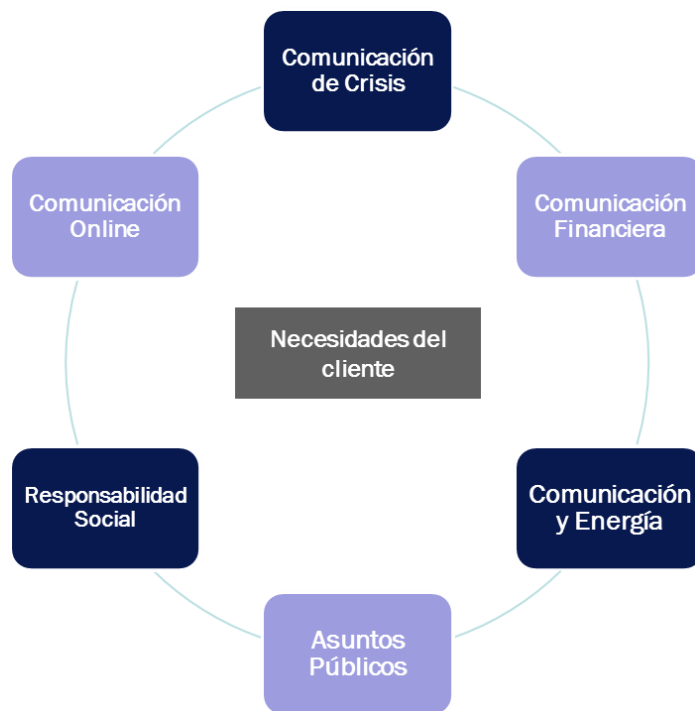 Comunicación
de Crisis
Comunicación
Online
Comunicación
Financiera
Necesidades del
cliente
Responsabilidad
Social
Comunicación
y Energía
Asuntos
Públicos